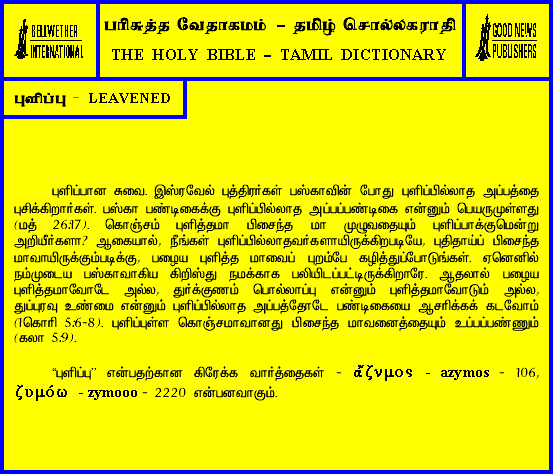 BELLWETHER
INTERNATIONAL
பரிசுத்த வேதாகமம் – தமிழ் சொல்லகராதி
THE HOLY BIBLE – TAMIL DICTIONARY
GOOD NEWS
PUBLISHERS
புளிப்பு - LEAVENED
புளிப்பான சுவை. இஸ்ரவேல் புத்திரர்கள் பஸ்காவின் போது புளிப்பில்லாத அப்பத்தை
புசிக்கிறார்கள். பஸ்கா பண்டிகைக்கு புளிப்பில்லாத அப்பப்பண்டிகை என்னும் பெயருமுள்ளது
(மத் 26:17). கொஞ்சம் புளித்தமா பிசைந்த மா முழுவதையும் புளிப்பாக்குமென்று
அறியீர்களா? ஆகையால், நீங்கள் புளிப்பில்லாதவர்களாயிருக்கிறபடியே, புதிதாய்ப் பிசைந்த
மாவாயிருக்கும்படிக்கு, பழைய புளித்த மாவைப் புறம்பே கழித்துப்போடுங்கள். ஏனெனில்
நம்முடைய பஸ்காவாகிய கிறிஸ்து நமக்காக பலியிடப்பட்டிருக்கிறாரே. ஆதலால் பழைய
புளித்தமாவோடே அல்ல, துர்க்குணம் பொல்லாப்பு என்னும் புளித்தமாவோடும் அல்ல,
துப்புரவு உண்மை என்னும் புளிப்பில்லாத அப்பத்தோடே பண்டிகையை ஆசரிக்கக் கடவோம்
(1கொரி 5:6-8). புளிப்புள்ள கொஞ்சமாவானது பிசைந்த மாவனைத்தையும் உப்பப்பண்ணும்
(கலா 5:9).
“புளிப்பு” என்பதற்கான கிரேக்க வார்த்தைகள் - ἄζνμος - azymos - 106,
ζυμόω - zymooo - 2220 என்பனவாகும்.